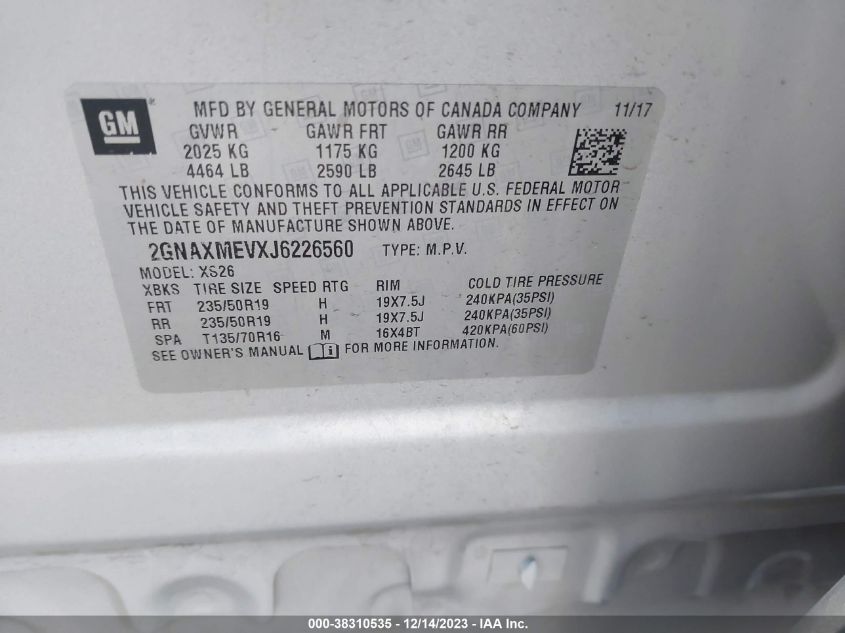 GM
MFD BY GENERAL MOTORS OF CANADA COMPANY 11/17
GVWR GAWR FRT GAWR RR
2025 KG 1175 KG 1200 KG
4464 LB 2590 LB 2645 LB
THIS VEHICLE CONFORMS TO ALL APPLICABLE U.S. FEDERAL MOTOR
VEHICLE SAFETY AND THEFT PREVENTION STANDARDS IN EFFECT ON
THE DATE OF MANUFACTURE SHOWN ABOVE.
2GNAXMEVXJ6226560 TYPE: M.P.V.
MODEL: XS26
XBKS TIRE SIZE SPEED RTG RIM COLD TIRE PRESSURE
FRT 235/50R19 H 19X7.5J 240KPA(35PSI)
RR 235/50R19 H 19X7.5J 240KPA(35PSI)
SPA T135/70R16 M 16X4BT 420KPA(60PSI)
SEE OWNER'S MANUAL FOR MORE INFORMATION.
000-38310535 - 12/14/2023 - IAA Inc.